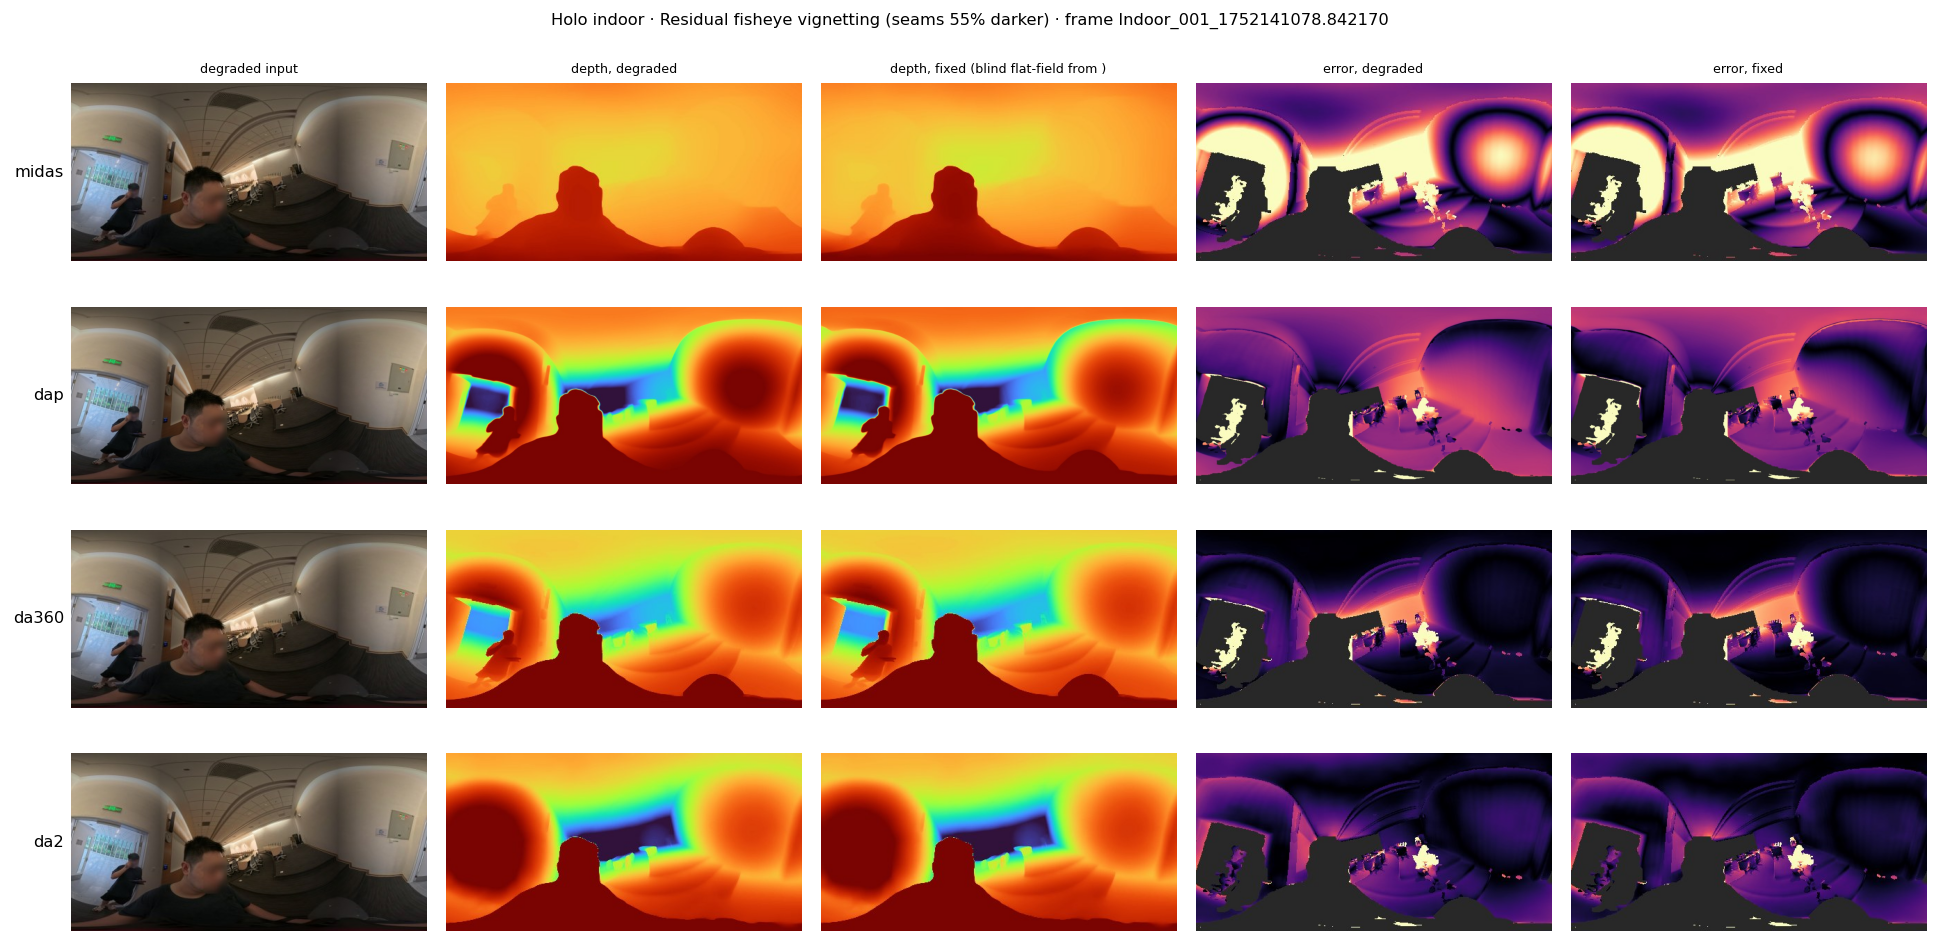 Holo indoor · Residual fisheye vignetting (seams 55% darker) · frame Indoor_001_1752141078.842170
degraded input
depth, degraded
depth, fixed (blind flat-field from )
error, degraded
error, fixed
midas
dap
da360
da2